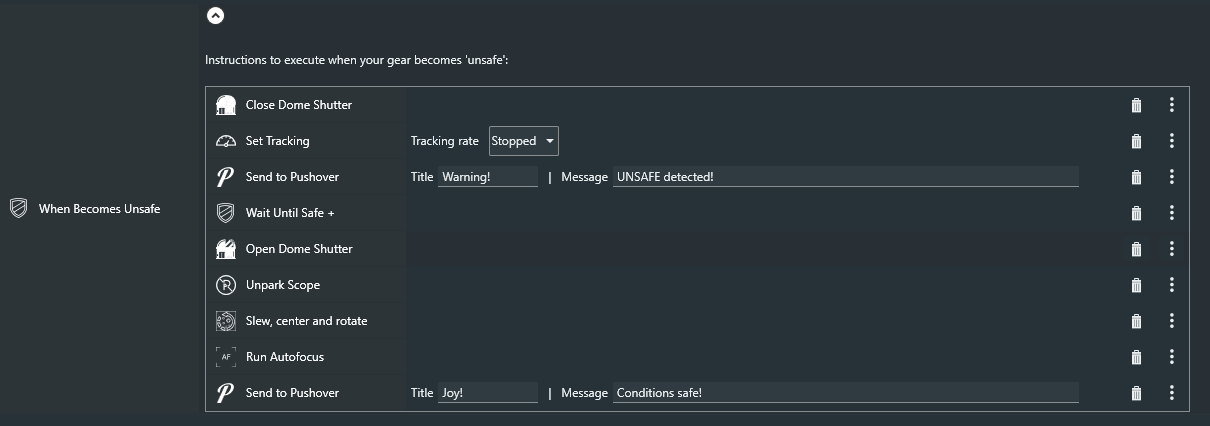 Instructions to execute when your gear becomes 'unsafe':
Close Dome Shutter
Set Tracking Tracking rate Stopped
Send to Pushover Title Warning! | Message UNSAFE detected!
When Becomes Unsafe
Wait Until Safe +
Open Dome Shutter
Unpark Scope
Slew, center and rotate
AF Run Autofocus
Send to Pushover Title Joy! | Message Conditions safe!